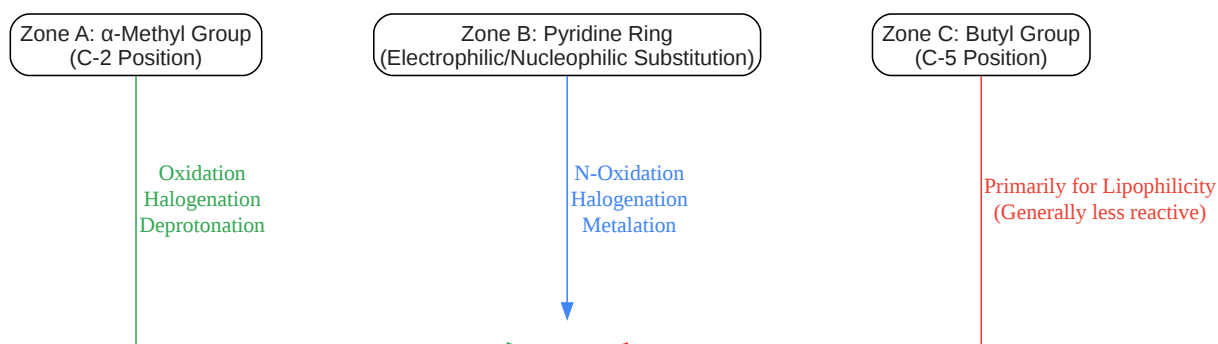 Zone A: α-Methyl Group
(C-2 Position)
Zone B: Pyridine Ring
(Electrophilic/Nucleophilic Substitution)
Zone C: Butyl Group
(C-5 Position)
Oxidation
Halogenation
Deprotonation
N-Oxidation
Halogenation
Metalation
Primarily for Lipophilicity
(Generally less reactive)